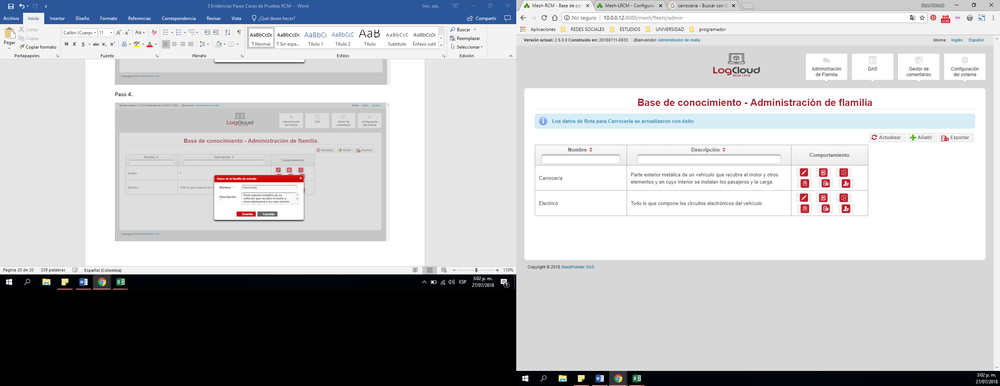 3 Evidencias Pasos Casos de Pruebas RCM - Word
Inic. ses.
Archivo Inicio Insertar Diseño Formato Referencias Correspondencia Revisar Vista ¿Qué desea hacer? Compartir
Pegar
Cortar
Copiar
Copiar formato
Portapapeles
Calibri (Cuerpo 11
Fuente
Párrafo
AaBbCcDc AaBbCcDc AaBbC( AaBbCcC AaB AaBbCcC AaBbCcDc
¶ Normal ¶ Sin espa... Título 1 Título 2 Título Subtítulo Énfasis sutil
Estilos
Buscar
Reemplazar
Seleccionar
Edición
Copyright © 2018 StackPointer SAS
Paso 4.
Versión actual: 2.5.0.0 Construido en: 20180711-0833 ¡Bienvenido! Administrador de malla
Idioma: Inglés Español
LogCloud
MESH LRCM
Administración de Flamilia
DAS
Gestor de comentarios
Configuración del sistema
Base de conocimiento - Administración de flamilia
Actualizar Añadir Exportar
Nombre Descripción Comportamiento
prueba 1
Electrico Todo lo que compone los c
Datos de la familia de entrada
Nombre: * Carrocería
Descripción: *
Parte exterior metálica de un
vehículo que recubre el motor y
otros elementos y en cuyo interior
Guardar Cancelar
Copyright © 2018 StackPointer SAS
Página 20 de 20 339 palabras Español (Colombia) 110%
ESP
3:02 p. m.
27/07/2018
1
Mesh-RCM - Base de con
Mesh-LRCM - Configurac
carroceria - Buscar con G
Jose Manuel
No seguro 10.0.0.12:8088/mesh/fleets/admin
5228
Aplicaciones REDES SOCIALES ESTUDIOS UNIVERSIDAD programador
Versión actual: 2.5.0.0 Construido en: 20180711-0833 ¡Bienvenido! Administrador de malla
Idioma: Inglés Español
LogCloud
MESH LRCM
Administración
de Flamilia
DAS
Gestor de
comentarios
Configuración
del sistema
Base de conocimiento - Administración de flamilia
Los datos de flota para Carroceria se actualizaron con éxito
Actualizar Añadir Exportar
Nombre Descripción Comportamiento
Carrocería
Parte exterior metálica de un vehículo que recubre el motor y otros
elementos y en cuyo interior se instalan los pasajeros y la carga.
Electrico
Todo lo que compone los circuitos electrónicos del vehículo.
Copyright © 2018 StackPointer SAS
3:02 p. m.
27/07/2018